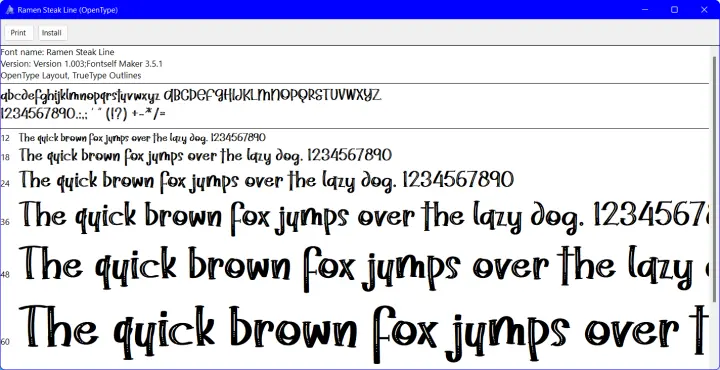 Ramen Steak Line (OpenType)
Print Install
Font name: Ramen Steak Line
Version: Version 1.003;Fontself Maker 3.5.1
OpenType Layout, TrueType Outlines
abcdefghijklmnopqrstuvwxyz ABCDEFGHIJKLMNOPQRSTUVWXYZ
1234567890.:,; ' " (!?) +-*/=
12 The quick brown fox jumps over the lazy dog. 1234567890
18 The quick brown fox jumps over the lazy dog. 1234567890
24 The quick brown fox jumps over the lazy dog. 1234567890
36 The quick brown fox jumps over the lazy dog. 12345678
48 The quick brown fox jumps over the lazy d
60 The quick brown fox jumps over t